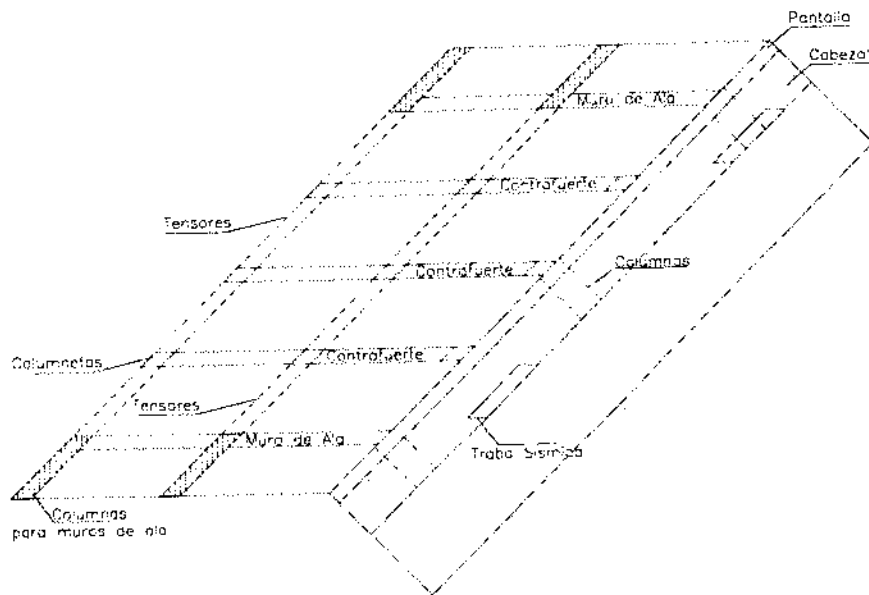 Pantalla
Cabezal
Muro de Ala
Contrafuerte
Tensores
Contrafuerte
Columnas
Columnetas
Contrafuerte
Tensores
Muro de Ala
Traba Sísmica
Columnas
para muros de ala